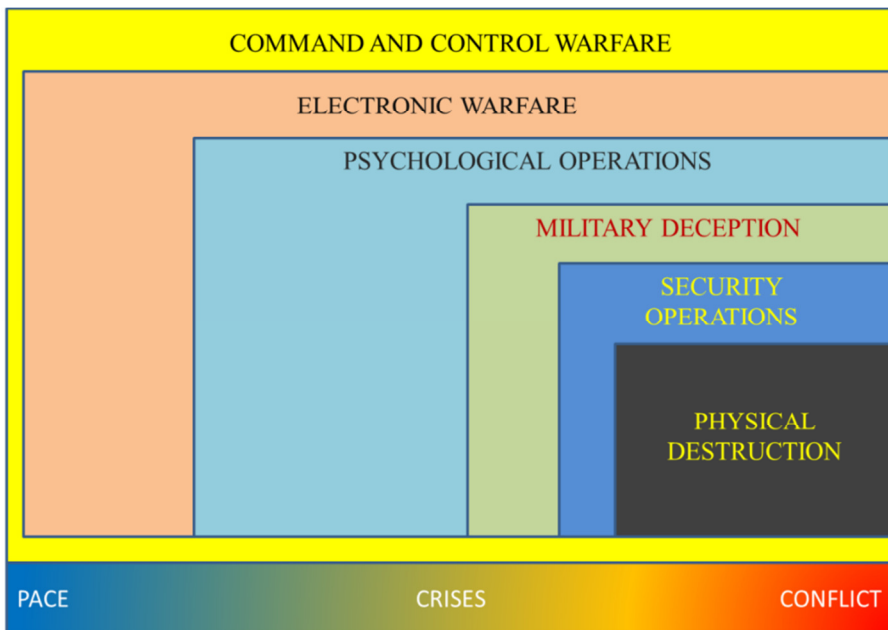 COMMAND AND CONTROL WARFARE
ELECTRONIC WARFARE
PSYCHOLOGICAL OPERATIONS
MILITARY DECEPTION
SECURITY
OPERATIONS
PHYSICAL
DESTRUCTION
PACE CRISES CONFLICT